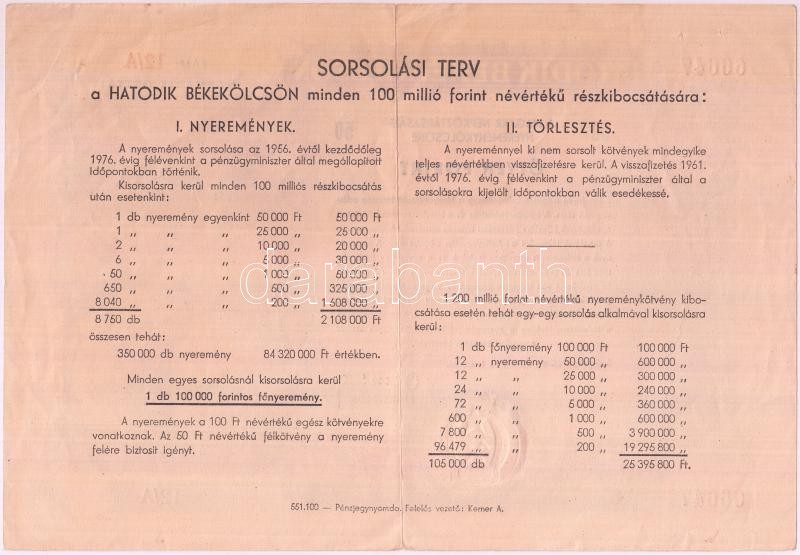 SORSOLÁSI TERV
a HATODIK BÉKEKÖLCSÖN minden 100 millió forint névértékű részkibocsátására:
I. NYEREMÉNYEK.
A nyeremények sorsolása az 1956. évtől kezdődőleg
1976. évig félévenkint a pénzügyminiszter által megállapított
időpontokban történik.
Kisorsolásra kerül minden 100 milliós részkibocsátás
után esetenkint:
1 db nyeremény egyenkint 50 000 Ft 50 000 Ft
1 „ „ „ 25 000 „ 25 000 „
2 „ „ „ 10 000 „ 20 000 „
6 „ „ „ 5 000 „ 30 000 „
50 „ „ „ 1 000 „ 50 000 „
650 „ „ „ 500 „ 325 000 „
8 040 „ „ „ 200 „ 1 608 000 „
8 750 db 2 108 000 Ft
összesen tehát:
350 000 db nyeremény 84 320 000 Ft értékben.
Minden egyes sorsolásnál kisorsolásra kerül
1 db 100 000 forintos főnyeremény.
A nyeremények a 100 Ft névértékű egész kötvényekre
vonatkoznak. Az 50 Ft névértékű félkötvény a nyeremény
felére biztosit igényt.
II. TÖRLESZTÉS.
A nyereménnyel ki nem sorsolt kötvények mindegyike
teljes névértékben visszafizetésre kerül. A visszafizetés 1961.
évtől 1976. évig félévenkint a pénzügyminiszter által a
sorsolásokra kijelölt időpontokban válik esedékessé.
1 200 millió forint névértékű nyereménykötvény kibo-
csátása esetén tehát egy-egy sorsolás alkalmával kisorsolásra
kerül:
1 db főnyeremény 100 000 Ft 100 000 Ft
12 „ nyeremény 50 000 „ 600 000 „
12 „ „ 25 000 „ 300 000 „
24 „ „ 10 000 „ 240 000 „
72 „ „ 5 000 „ 360 000 „
600 „ „ 1 000 „ 600 000 „
7 800 „ „ 500 „ 3 900 000 „
96 479 „ „ 200 „ 19 295 800 „
105 000 db 25 395 800 Ft.
551.100 — Pénzjegynyomda. Felelős vezető: Kemer A.
darabanth